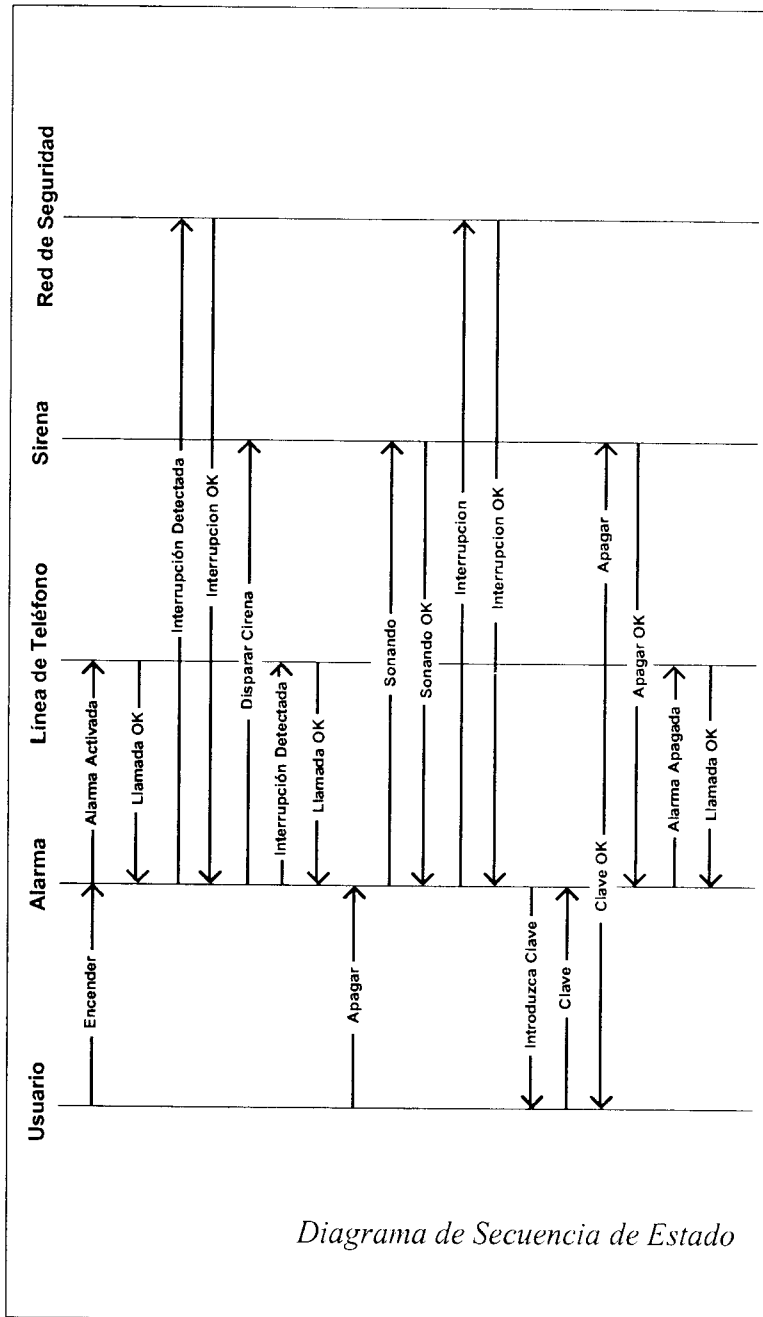 Usuario
Alarma
Línea de Teléfono
Sirena
Red de Seguridad
Encender
Alarma Activada
Llamada OK
Interrupción Detectada
Interrupcion OK
Disparar Cirena
Interrupción Detectada
Llamada OK
Apagar
Sonando
Sonando OK
Interrupcion
Interrupcion OK
Introduzca Clave
Clave
Clave OK
Apagar
Apagar OK
Alarma Apagada
Llamada OK
Diagrama de Secuencia de Estado